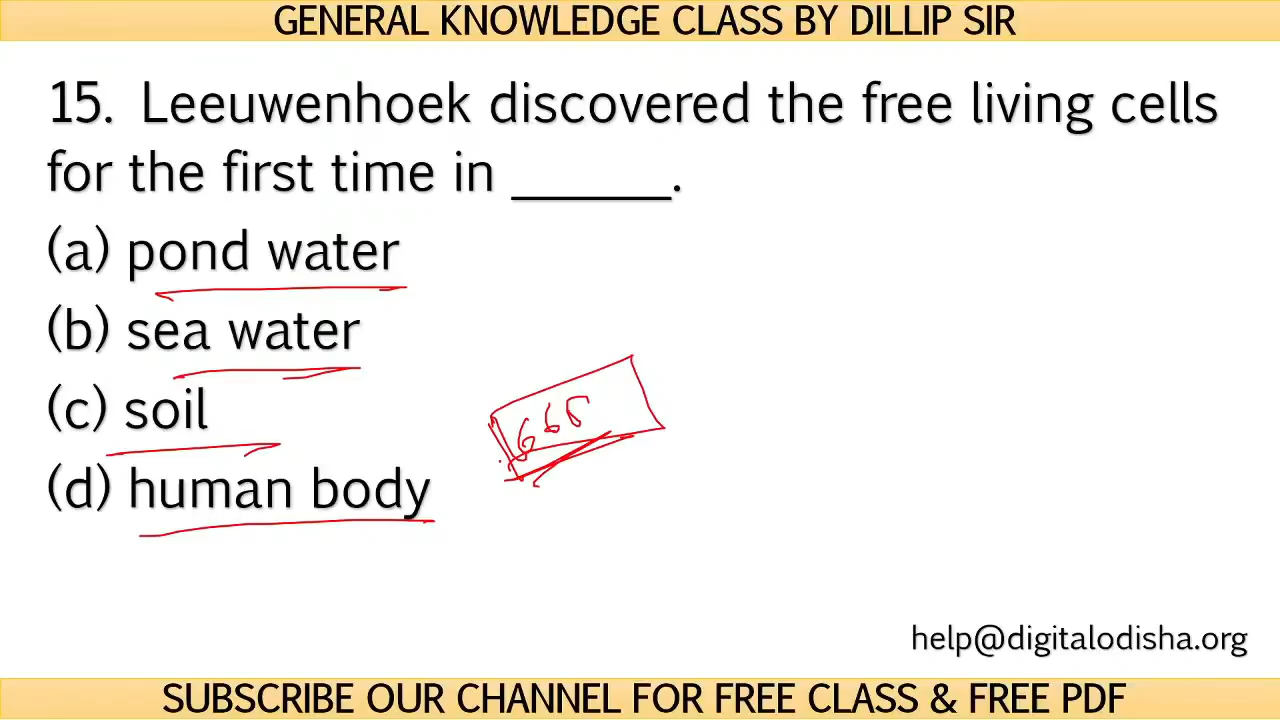 GENERAL KNOWLEDGE CLASS BY DILLIP SIR
15. Leeuwenhoek discovered the free living cells
for the first time in ______.
(a) pond water
(b) sea water
(c) soil
(d) human body
help@digitalodisha.org
SUBSCRIBE OUR CHANNEL FOR FREE CLASS & FREE PDF